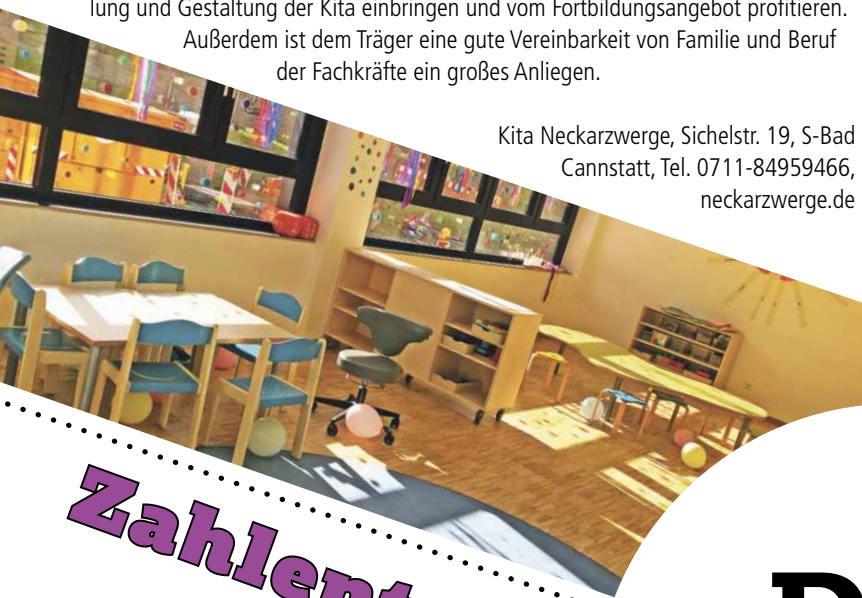 lung und Gestaltung der Kita einbringen und vom Fortbildungsangebot profitieren.
Außerdem ist dem Träger eine gute Vereinbarkeit von Familie und Beruf
der Fachkräfte ein großes Anliegen.
Kita Neckarzwerge, Sichelstr. 19, S-Bad
Cannstatt, Tel. 0711-84959466,
neckarzwerge.de
Zahlent